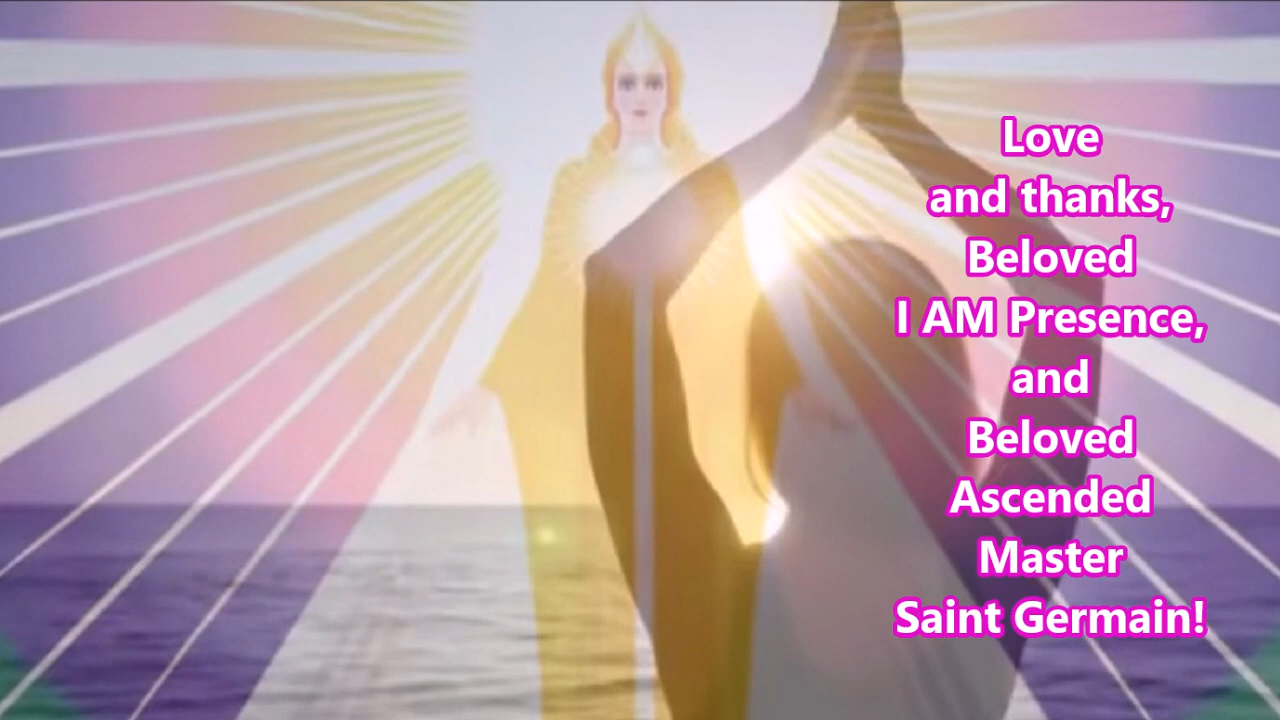 Love
and thanks,
Beloved
I AM Presence,
and
Beloved
Ascended
Master
Saint Germain!